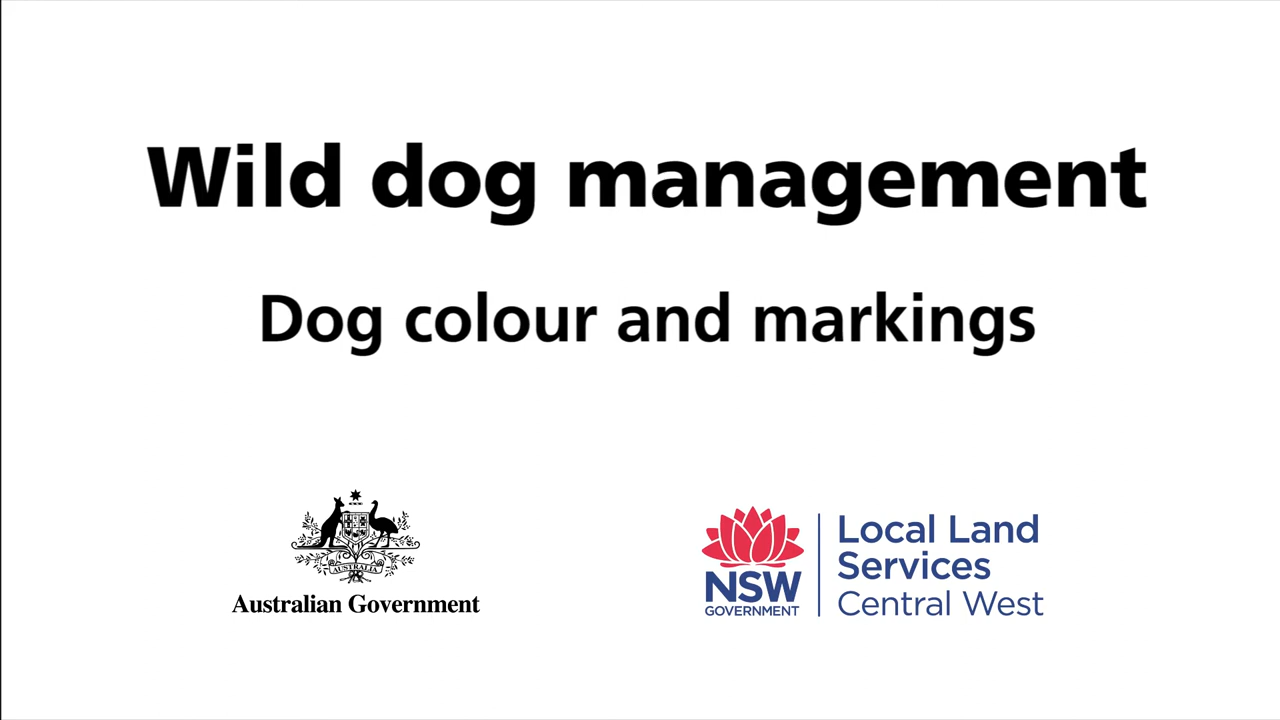 Wild dog management
Dog colour and markings
AUSTRALIA
Australian Government
NSW
GOVERNMENT
Local Land
Services
Central West